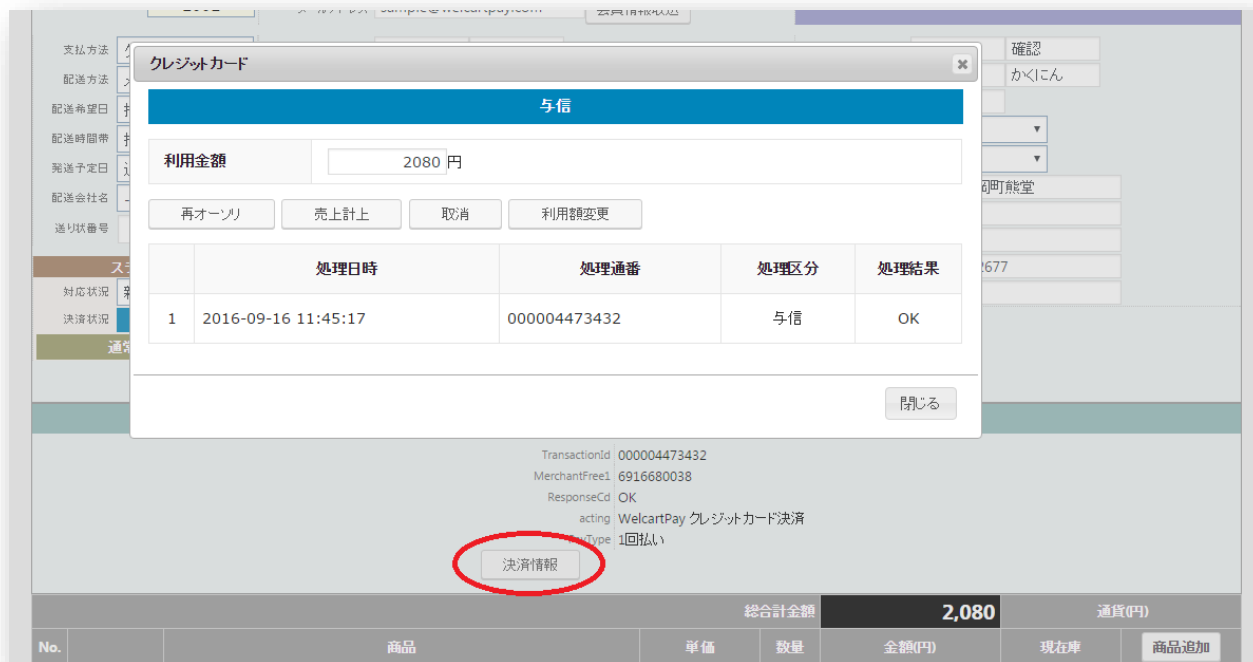 sample@welcartpay.com 会員情報取込
支払方法
確認
配送方法
かくにん
配送希望日
配送時間帯
発送予定日
配送会社名
岡町熊堂
送り状番号
2677
対応状況
決済状況
クレジットカード
与信
利用金額 2080 円
再オーソリ 売上計上 取消 利用額変更
処理日時 処理通番 処理区分 処理結果
1 2016-09-16 11:45:17 000004473432 与信 OK
閉じる
TransactionId 000004473432
MerchantFree1 6916680038
ResponseCd OK
acting WelcartPay クレジットカード決済
1回払い
決済情報
総合計金額 2,080 通貨(円)
No. 商品 単価 数量 金額(円) 現在庫 商品追加